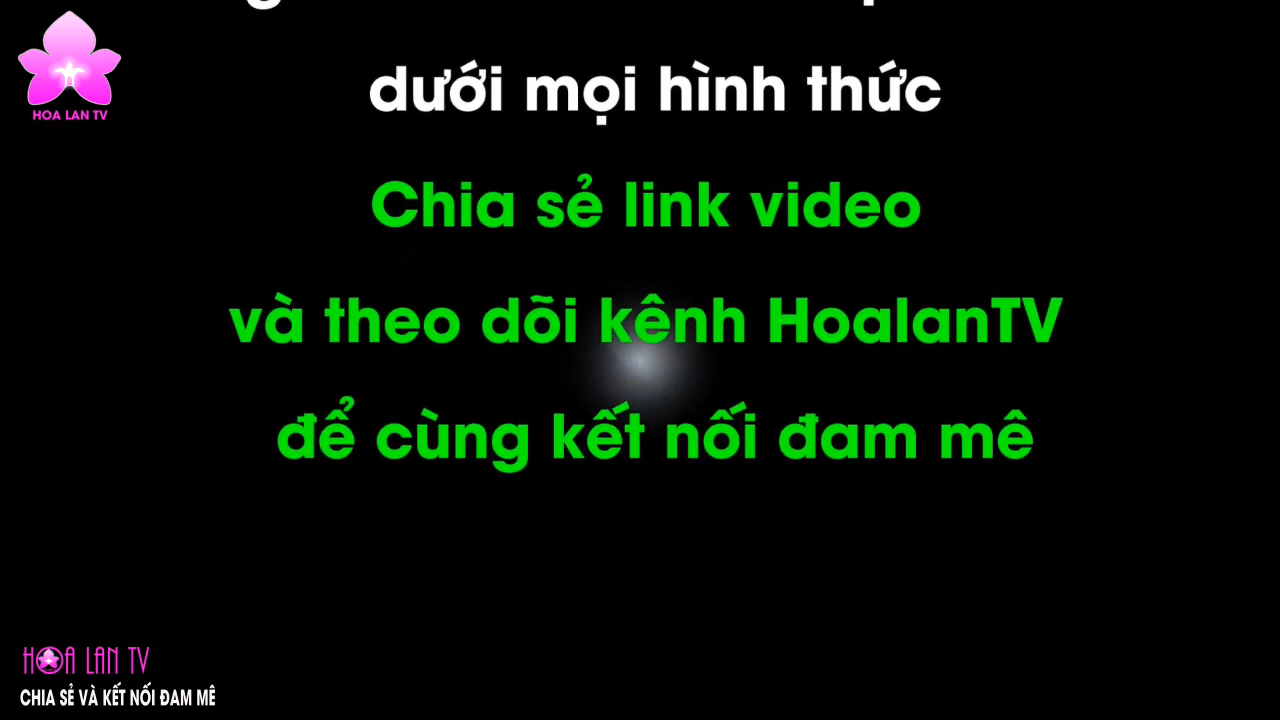 HOA LAN TV
dưới mọi hình thức
Chia sẻ link video
và theo dõi kênh HoalanTV
để cùng kết nối đam mê
HOA LAN TV
CHIA SẺ VÀ KẾT NỐI ĐAM MÊ